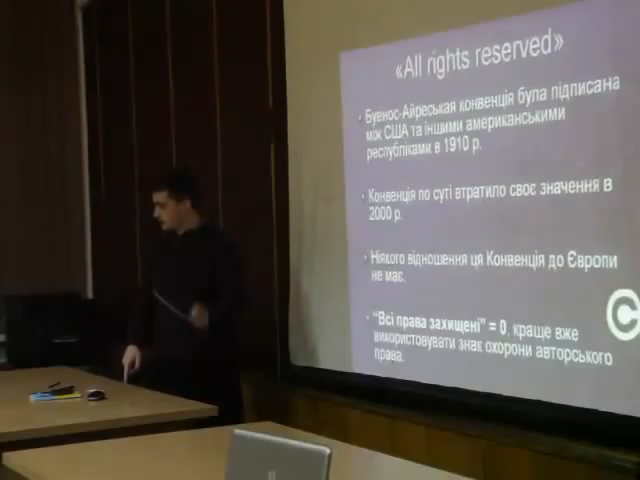 «All rights reserved»
Буенос-Айреськая конвенція була підписана
між США та іншими американськими
республіками в 1910 р.
Конвенція по суті втратило своє значення в
2000 р.
Ніякого відношення ця Конвенція до Європи
не має.
"Всі права захищені" = 0, краще вже
використовувати знак охорони авторського
права.
©